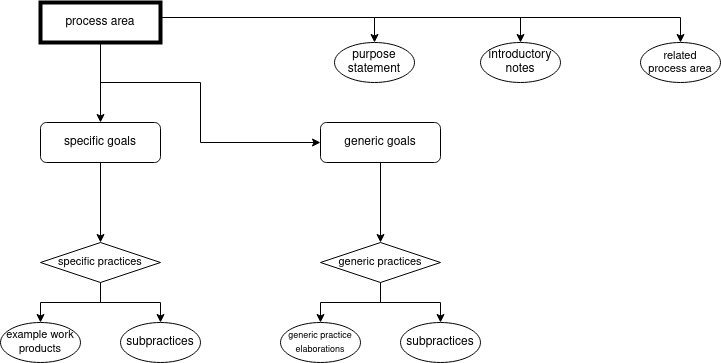 process area
purpose
statement
introductory
notes
related
process area
specific goals
generic goals
specific practices
generic practices
example work
products
subpractices
generic practice
elaborations
subpractices